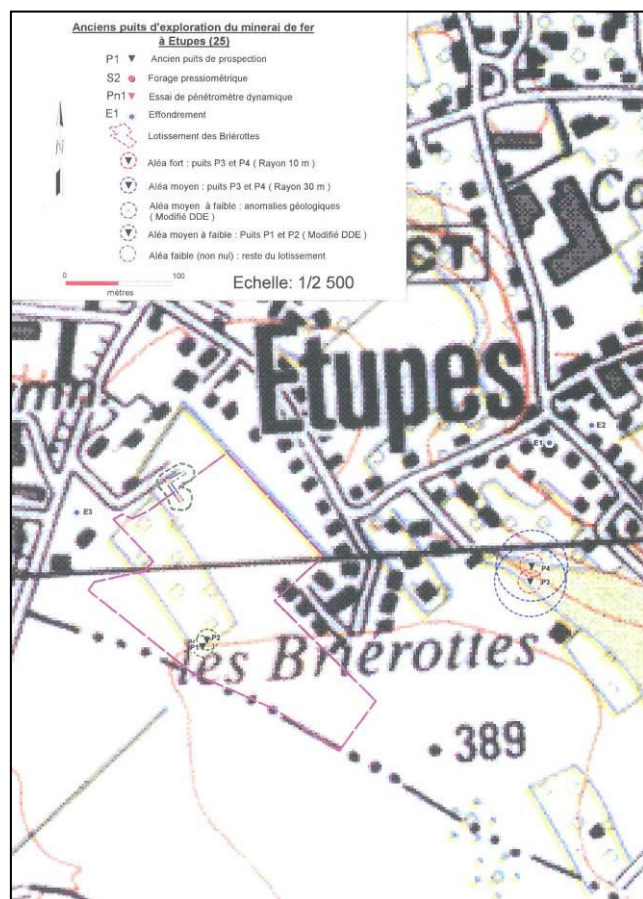 Anciens puits d'exploration du minerai de fer
à Etupes (25)
P1 Ancien puits de prospection
S2 Forage pressiométrique
Pn1 Essai de pénétromètre dynamique
E1 Effondrement
Lotissement des Briérottes
Aléa fort : puits P3 et P4 ( Rayon 10 m )
Aléa moyen : puits P3 et P4 ( Rayon 30 m )
Aléa moyen à faible : anomalies géologiques
( Modifié DDE )
Aléa moyen à faible : Puits P1 et P2 ( Modifié DDE )
Aléa faible (non nul) : reste du lotissement
0 100
mètres
Echelle: 1/2 500
N
Co
CT
Etupes
E2
E1
E3
P4
P3
P2
P1
les Briérottes
389